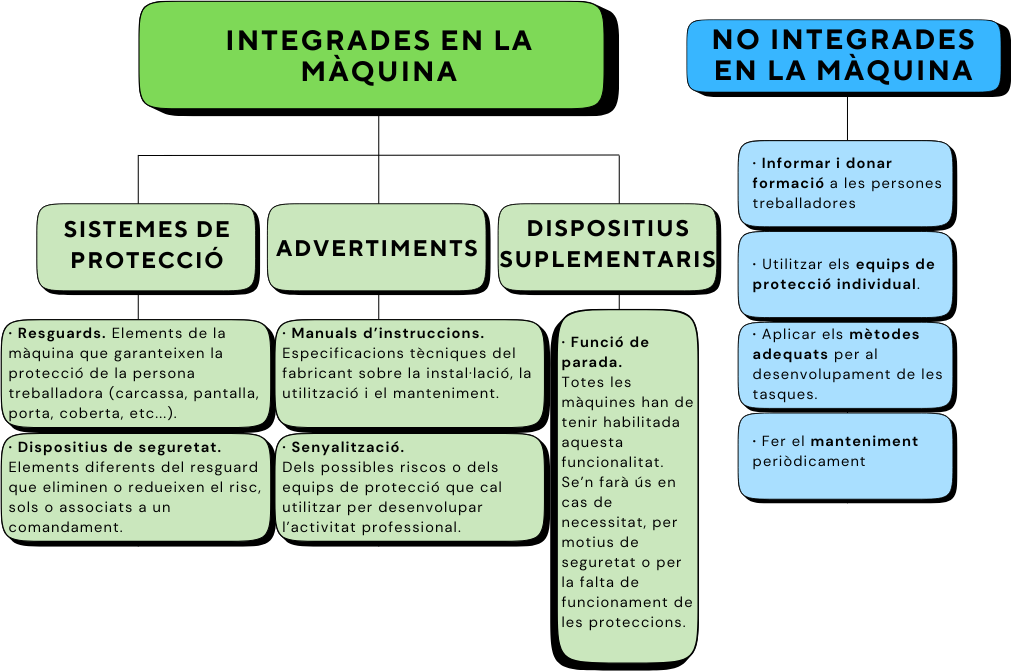 INTEGRADES EN LA
MÀQUINA
NO INTEGRADES
EN LA MÀQUINA
SISTEMES DE
PROTECCIÓ
ADVERTIMENTS
DISPOSITIUS
SUPLEMENTARIS
· Resguards. Elements de la
màquina que garanteixen la
protecció de la persona
treballadora (carcassa, pantalla,
porta, coberta, etc...).
· Dispositius de seguretat.
Elements diferents del resguard
que eliminen o redueixen el risc,
sols o associats a un
comandament.
· Manuals d’instruccions.
Especificacions tècniques del
fabricant sobre la instal·lació, la
utilització i el manteniment.
· Senyalització.
Dels possibles riscos o dels
equips de protecció que cal
utilitzar per desenvolupar
l’activitat professional.
· Funció de
parada.
Totes les
màquines han de
tenir habilitada
aquesta
funcionalitat.
Se’n farà ús en
cas de
necessitat, per
motius de
seguretat o per
la falta de
funcionament de
les proteccions.
· Informar i donar
formació a les persones
treballadores
· Utilitzar els equips de
protecció individual.
· Aplicar els mètodes
adequats per al
desenvolupament de les
tasques.
· Fer el manteniment
periòdicament